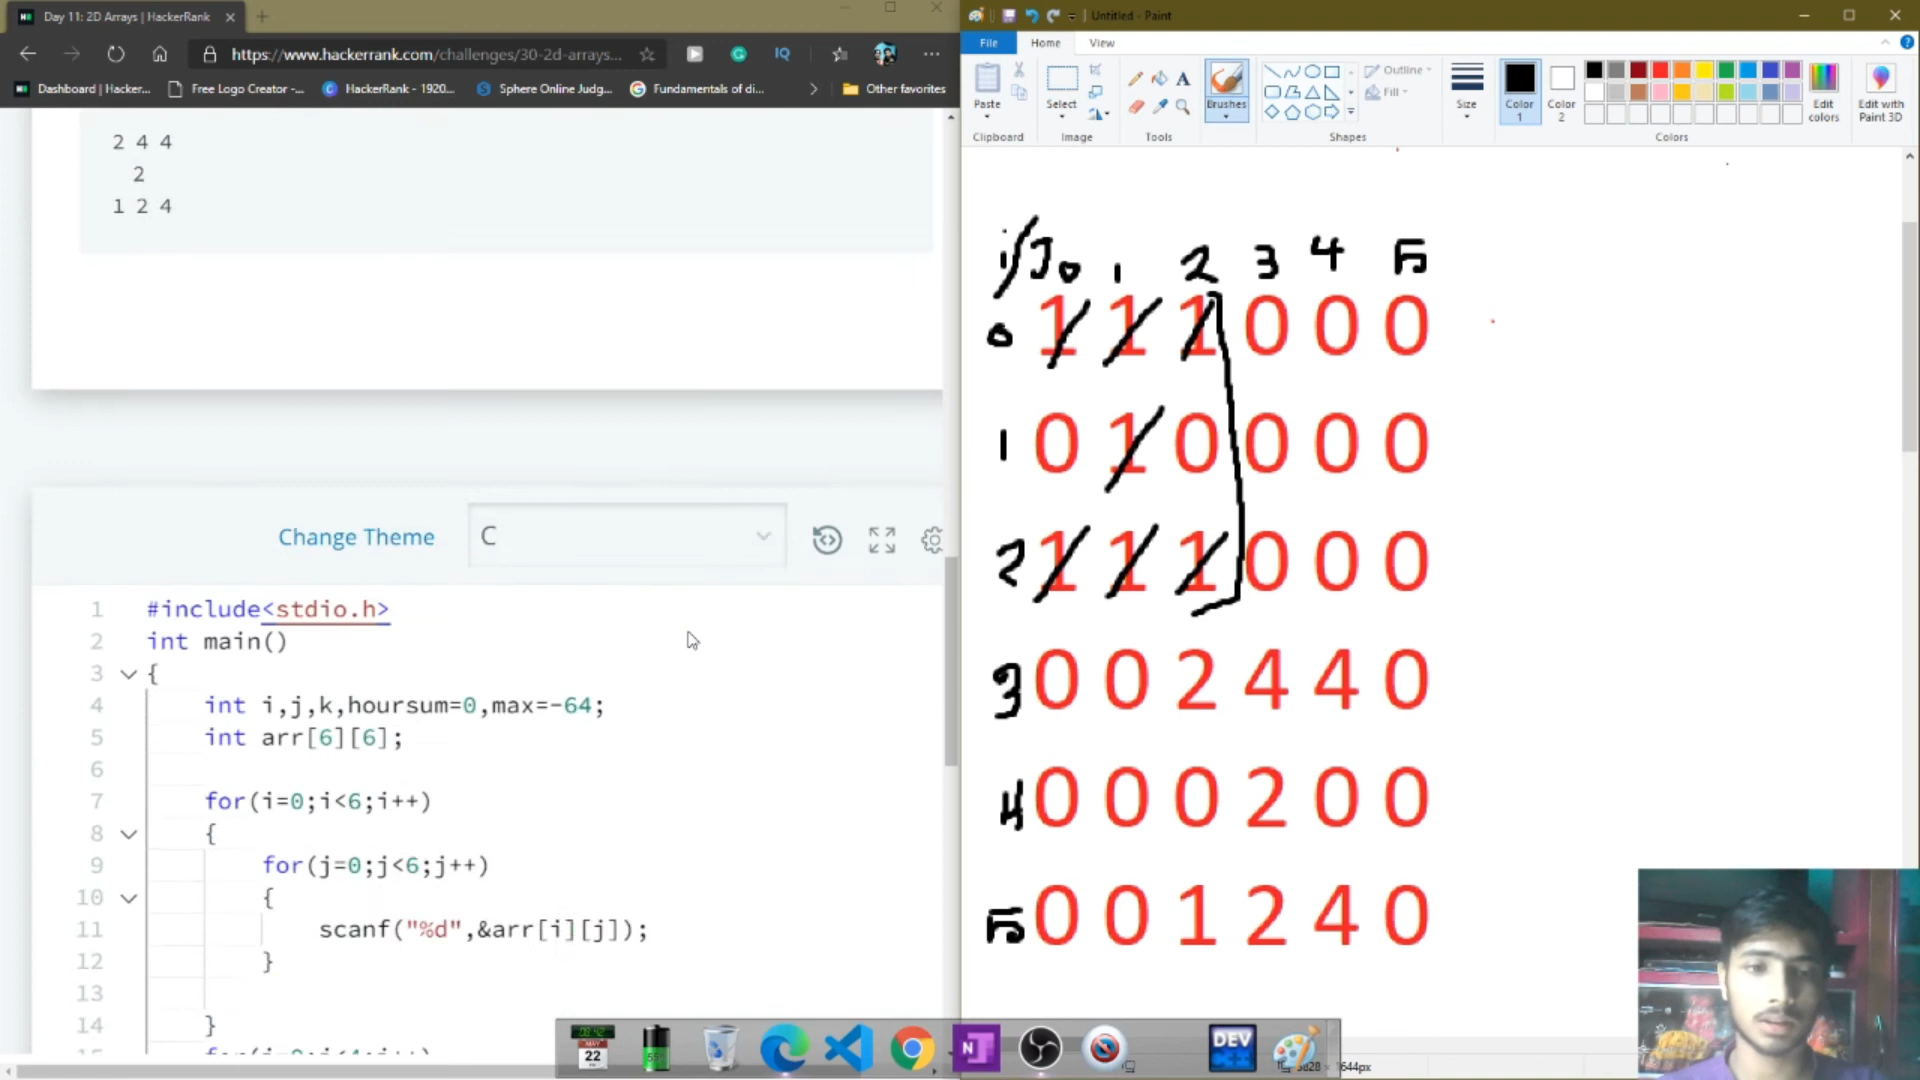 Day 11: 2D Arrays | HackerRank
https://www.hackerrank.com/challenges/30-2d-arrays...
IQ
Dashboard | Hacker...
Free Logo Creator -...
HackerRank - 1920...
Sphere Online Judg...
Fundamentals of di...
Other favorites
2 4 4
2
1 2 4
Change Theme
C
1 #include<stdio.h>
2 int main()
3 {
4 int i,j,k,hoursum=0,max=-64;
5 int arr[6][6];
6
7 for(i=0;i<6;i++)
8 {
9 for(j=0;j<6;j++)
10 {
11 scanf("%d",&arr[i][j]);
12 }
13
14 }
Untitled - Paint
File
Home
View
Paste
Select
A
Brushes
Outline
Fill
Size
Color 1
Color 2
Edit colors
Edit with Paint 3D
Clipboard
Image
Tools
Shapes
Colors
i/J 0 1 2 3 4 5
0 1 1 1 0 0 0
1 0 1 0 0 0 0
2 1 1 1 0 0 0
3 0 0 2 4 4 0
4 0 0 0 2 0 0
5 0 0 1 2 4 0
MAY
22
N
DEV
C++
1644px